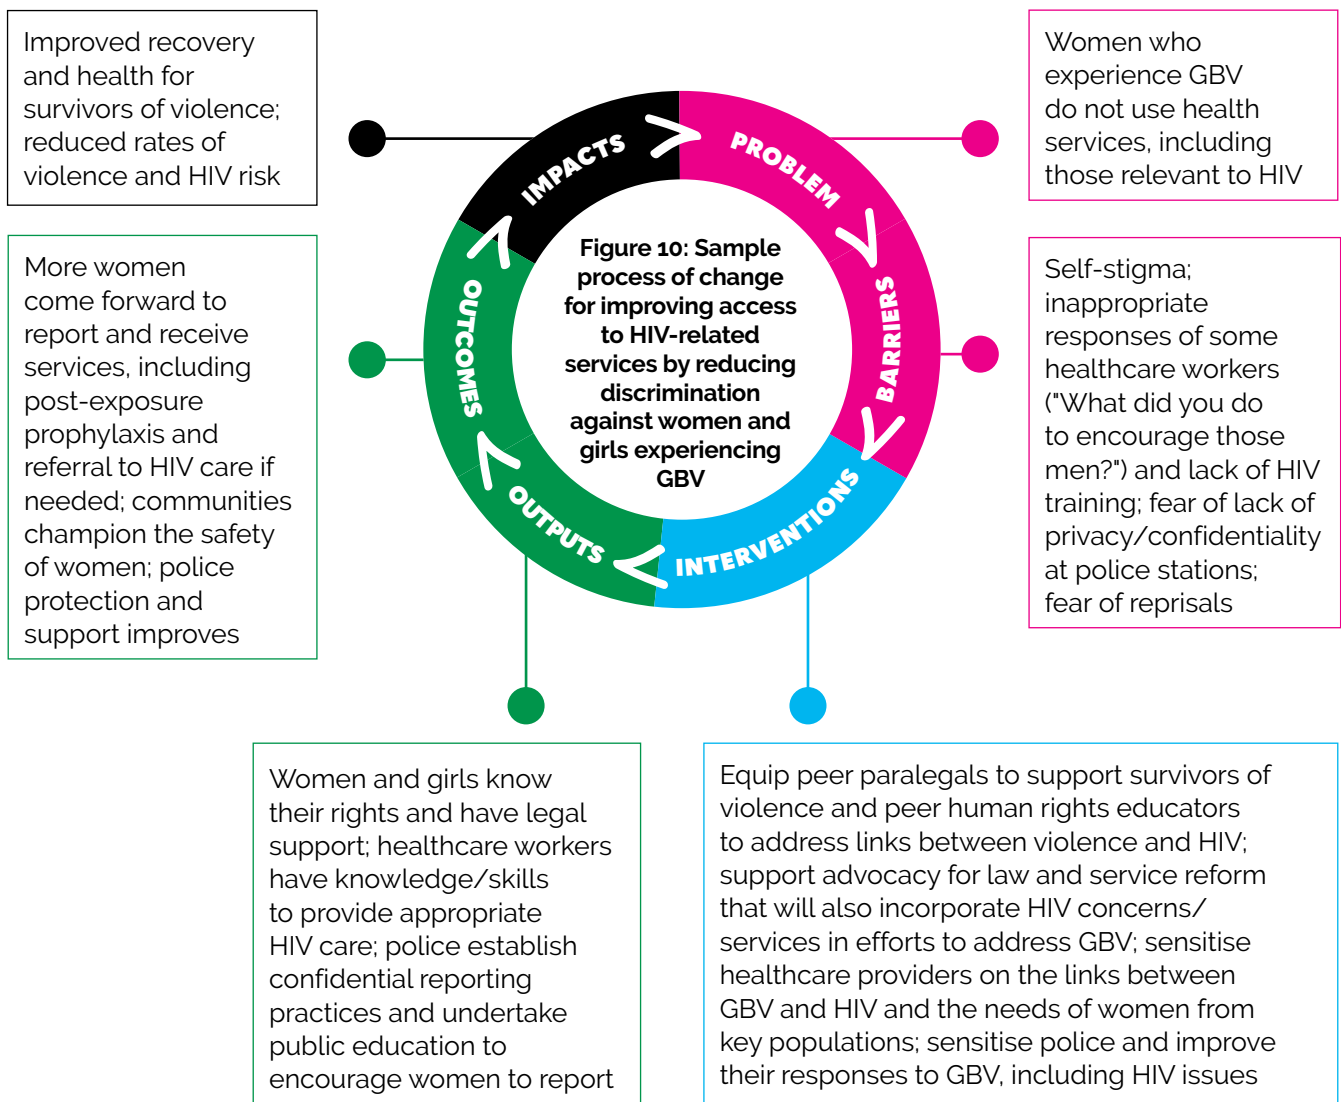 Improved recovery
and health for
survivors of violence;
reduced rates of
violence and HIV risk
Women who
experience GBV
do not use health
services, including
those relevant to HIV
IMPACTS
PROBLEM
BARRIERS
INTERVENTIONS
OUTPUTS
OUTCOMES
Figure 10: Sample
process of change
for improving access
to HIV-related
services by reducing
discrimination
against women and
girls experiencing
GBV
More women
come forward to
report and receive
services, including
post-exposure
prophylaxis and
referral to HIV care if
needed; communities
champion the safety
of women; police
protection and
support improves
Self-stigma;
inappropriate
responses of some
healthcare workers
("What did you do
to encourage those
men?") and lack of HIV
training; fear of lack of
privacy/confidentiality
at police stations;
fear of reprisals
Women and girls know
their rights and have legal
support; healthcare workers
have knowledge/skills
to provide appropriate
HIV care; police establish
confidential reporting
practices and undertake
public education to
encourage women to report
Equip peer paralegals to support survivors of
violence and peer human rights educators
to address links between violence and HIV;
support advocacy for law and service reform
that will also incorporate HIV concerns/
services in efforts to address GBV; sensitise
healthcare providers on the links between
GBV and HIV and the needs of women from
key populations; sensitise police and improve
their responses to GBV, including HIV issues